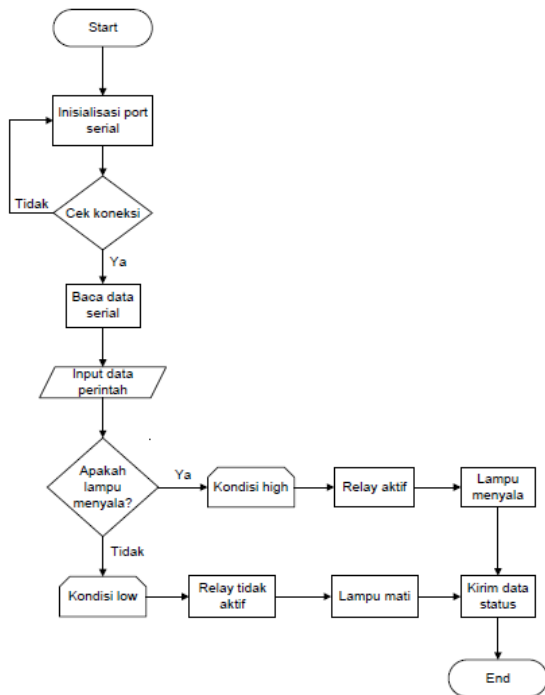 Start
Inisialisasi port
serial
Tidak
Cek koneksi
Ya
Baca data
serial
Input data
perintah
Apakah
lampu
menyala?
Ya
Kondisi high
Relay aktif
Lampu
menyala
Tidak
Kondisi low
Relay tidak
aktif
Lampu mati
Kirim data
status
End